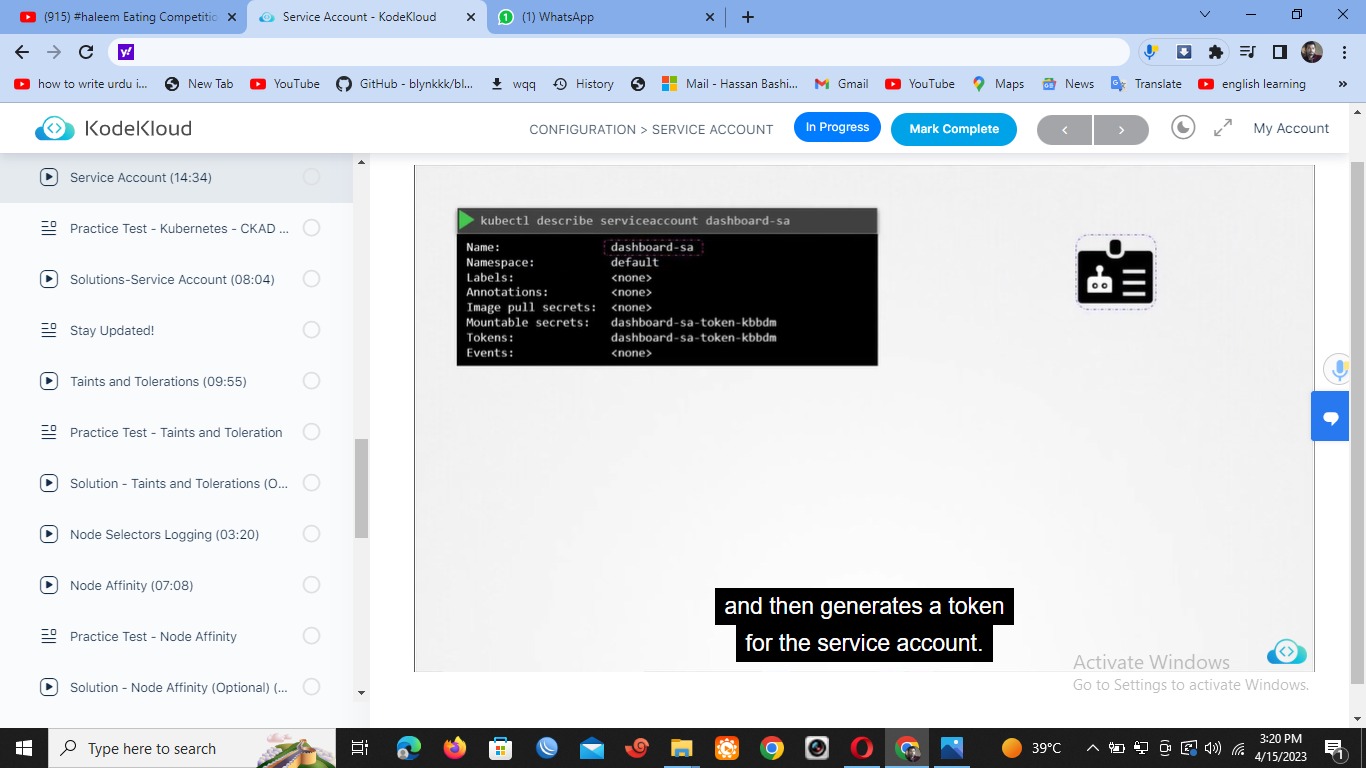 (915) #haleem Eating Competitio
Service Account - KodeKloud
(1) WhatsApp
y!
how to write urdu i...
New Tab
YouTube
GitHub - blynkkk/bl...
wqq
History
Mail - Hassan Bashi...
Gmail
YouTube
Maps
News
Translate
english learning
»
KodeKloud
CONFIGURATION > SERVICE ACCOUNT
In Progress
Mark Complete
My Account
Service Account (14:34)
Practice Test - Kubernetes - CKAD ...
Solutions-Service Account (08:04)
Stay Updated!
Taints and Tolerations (09:55)
Practice Test - Taints and Toleration
Solution - Taints and Tolerations (O...
Node Selectors Logging (03:20)
Node Affinity (07:08)
Practice Test - Node Affinity
Solution - Node Affinity (Optional) (...
kubectl describe serviceaccount dashboard-sa
Name: dashboard-sa
Namespace: default
Labels: <none>
Annotations: <none>
Image pull secrets: <none>
Mountable secrets: dashboard-sa-token-kbbdm
Tokens: dashboard-sa-token-kbbdm
Events: <none>
and then generates a token
for the service account.
Activate Windows
Go to Settings to activate Windows.
Type here to search
39°C
3:20 PM
4/15/2023
1